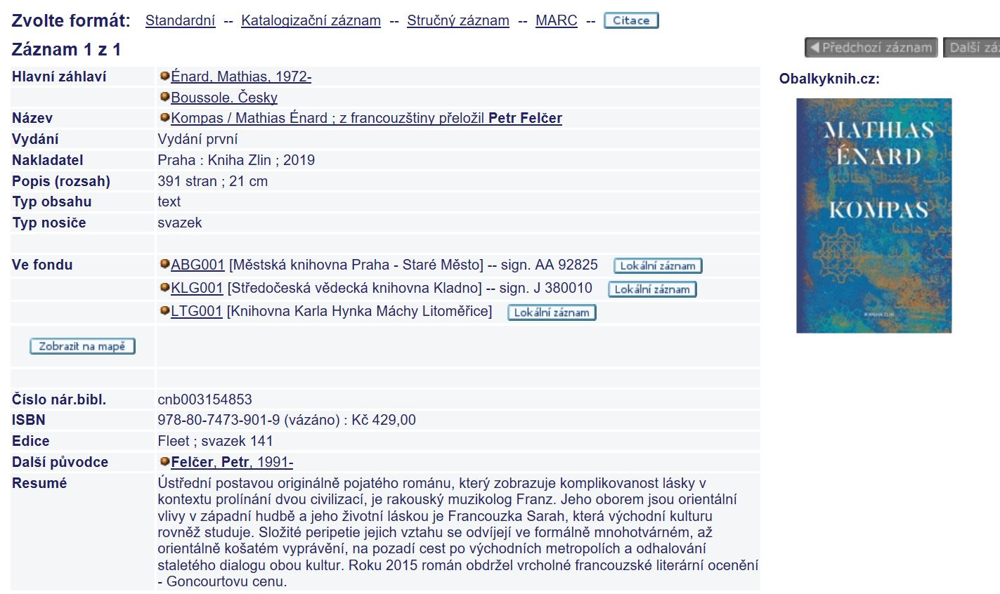 Zvolte formát: Standardní -- Katalogizační záznam -- Stručný záznam -- MARC -- Citace
Záznam 1 z 1
Předchozí záznam Další zá
Hlavní záhlaví Énard, Mathias, 1972-
Boussole. Česky
Název Kompas / Mathias Énard ; z francouzštiny přeložil Petr Felčer
Vydání Vydání první
Nakladatel Praha : Kniha Zlin ; 2019
Popis (rozsah) 391 stran ; 21 cm
Typ obsahu text
Typ nosiče svazek
Ve fondu ABG001 [Městská knihovna Praha - Staré Město] -- sign. AA 92825 Lokální záznam
KLG001 [Středočeská vědecká knihovna Kladno] -- sign. J 380010 Lokální záznam
LTG001 [Knihovna Karla Hynka Máchy Litoměřice] Lokální záznam
Zobrazit na mapě
Číslo nár.bibl. cnb003154853
ISBN 978-80-7473-901-9 (vázáno) : Kč 429,00
Edice Fleet ; svazek 141
Další původce Felčer, Petr, 1991-
Resumé Ústřední postavou originálně pojatého románu, který zobrazuje komplikovanost lásky v
kontextu prolínání dvou civilizací, je rakouský muzikolog Franz. Jeho oborem jsou orientální
vlivy v západní hudbě a jeho životní láskou je Francouzka Sarah, která východní kulturu
rovněž studuje. Složité peripetie jejich vztahu se odvíjejí ve formálně mnohotvárném, až
orientálně košatém vyprávění, na pozadí cest po východních metropolích a odhalování
staletého dialogu obou kultur. Roku 2015 román obdržel vrcholné francouzské literární ocenění
- Goncourtovu cenu.
Obalkyknih.cz:
MATHIAS
ÉNARD
KOMPAS
KNIHA ZLIN